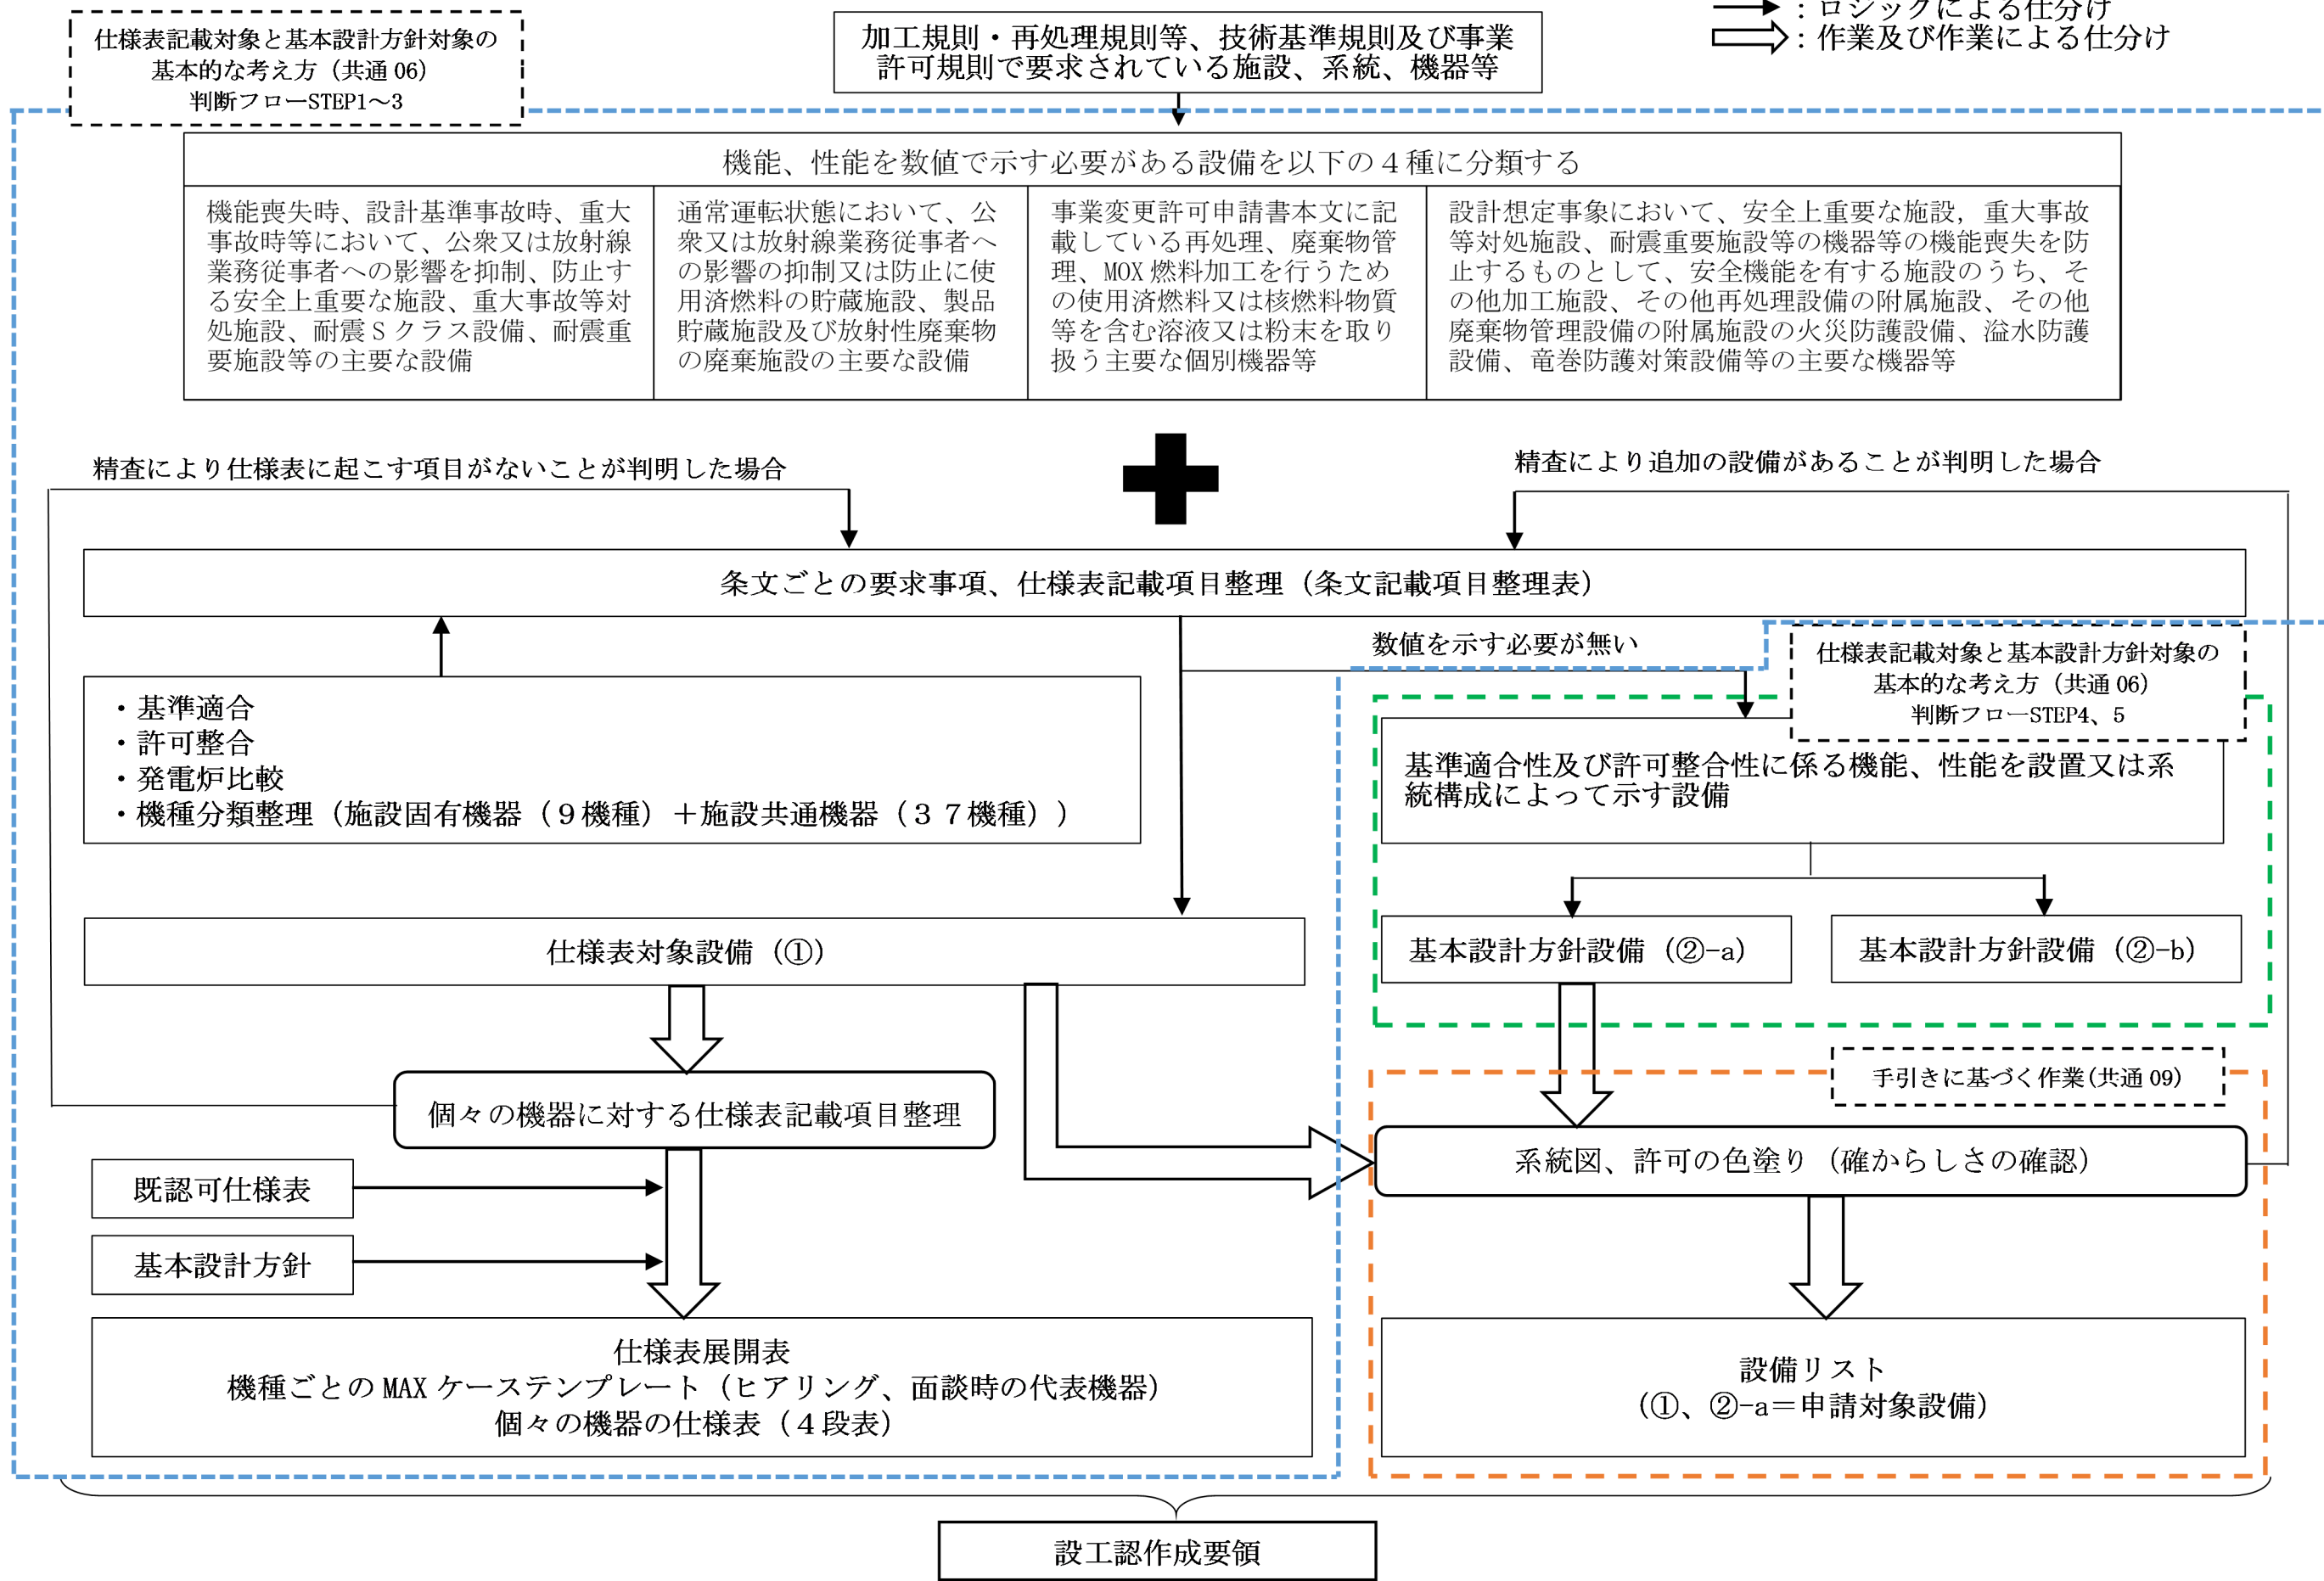 仕様表記載対象と基本設計方針対象の
基本的な考え方（共通06）
判断フローSTEP1～3
加工規則・再処理規則等、技術基準規則及び事業
許可規則で要求されている施設、系統、機器等
：ロジックによる仕分け
：作業及び作業による仕分け
機能、性能を数値で示す必要がある設備を以下の４種に分類する
機能喪失時、設計基準事故時、重大
事故時等において、公衆又は放射線
業務従事者への影響を抑制、防止す
る安全上重要な施設、重大事故等対
処施設、耐震Ｓクラス設備、耐震重
要施設等の主要な設備
通常運転状態において、公
衆又は放射線業務従事者へ
の影響の抑制又は防止に使
用済燃料の貯蔵施設、製品
貯蔵施設及び放射性廃棄物
の廃棄施設の主要な設備
事業変更許可申請書本文に記
載している再処理、廃棄物管
理、MOX燃料加工を行うため
の使用済燃料又は核燃料物質
等を含む溶液又は粉末を取り
扱う主要な個別機器等
設計想定事象において、安全上重要な施設，重大事故
等対処施設、耐震重要施設等の機器等の機能喪失を防
止するものとして、安全機能を有する施設のうち、そ
の他加工施設、その他再処理設備の附属施設、その他
廃棄物管理設備の附属施設の火災防護設備、溢水防護
設備、竜巻防護対策設備等の主要な機器等
精査により仕様表に起こす項目がないことが判明した場合
精査により追加の設備があることが判明した場合
条文ごとの要求事項、仕様表記載項目整理（条文記載項目整理表）
数値を示す必要が無い
仕様表記載対象と基本設計方針対象の
基本的な考え方（共通06）
判断フローSTEP4、5
・基準適合
・許可整合
・発電炉比較
・機種分類整理（施設固有機器（９機種）＋施設共通機器（３７機種））
基準適合性及び許可整合性に係る機能、性能を設置又は系
統構成によって示す設備
仕様表対象設備（①）
基本設計方針設備（②-a）
基本設計方針設備（②-b）
手引きに基づく作業(共通09)
個々の機器に対する仕様表記載項目整理
系統図、許可の色塗り（確からしさの確認）
既認可仕様表
基本設計方針
仕様表展開表
機種ごとのMAXケーステンプレート（ヒアリング、面談時の代表機器）
個々の機器の仕様表（４段表）
設備リスト
（①、②-a＝申請対象設備）
設工認作成要領